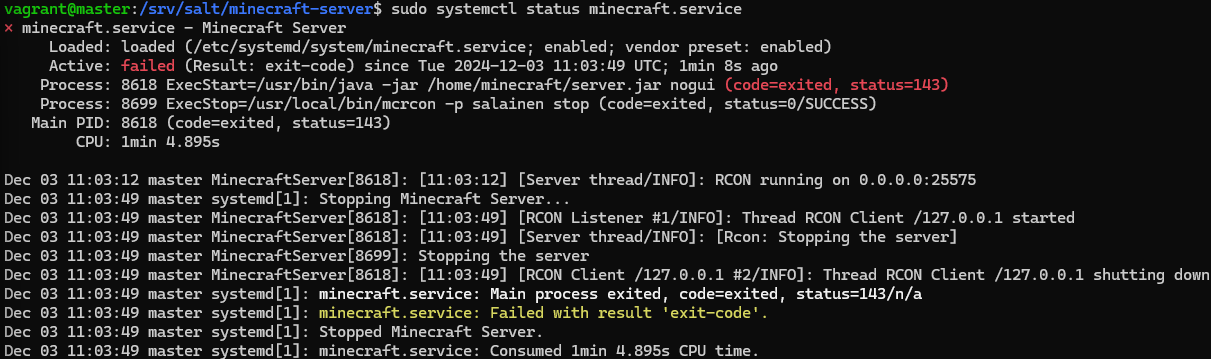 vagrant@master:/srv/salt/minecraft-server$ sudo systemctl status minecraft.service
× minecraft.service - Minecraft Server
Loaded: loaded (/etc/systemd/system/minecraft.service; enabled; vendor preset: enabled)
Active: failed (Result: exit-code) since Tue 2024-12-03 11:03:49 UTC; 1min 8s ago
Process: 8618 ExecStart=/usr/bin/java -jar /home/minecraft/server.jar nogui (code=exited, status=143)
Process: 8699 ExecStop=/usr/local/bin/mcrcon -p salainen stop (code=exited, status=0/SUCCESS)
Main PID: 8618 (code=exited, status=143)
CPU: 1min 4.895s
Dec 03 11:03:12 master MinecraftServer[8618]: [11:03:12] [Server thread/INFO]: RCON running on 0.0.0.0:25575
Dec 03 11:03:49 master systemd[1]: Stopping Minecraft Server...
Dec 03 11:03:49 master MinecraftServer[8618]: [11:03:49] [RCON Listener #1/INFO]: Thread RCON Client /127.0.0.1 started
Dec 03 11:03:49 master MinecraftServer[8618]: [11:03:49] [Server thread/INFO]: [Rcon: Stopping the server]
Dec 03 11:03:49 master MinecraftServer[8699]: Stopping the server
Dec 03 11:03:49 master MinecraftServer[8618]: [11:03:49] [RCON Client /127.0.0.1 #2/INFO]: Thread RCON Client /127.0.0.1 shutting down
Dec 03 11:03:49 master systemd[1]: minecraft.service: Main process exited, code=exited, status=143/n/a
Dec 03 11:03:49 master systemd[1]: minecraft.service: Failed with result 'exit-code'.
Dec 03 11:03:49 master systemd[1]: Stopped Minecraft Server.
Dec 03 11:03:49 master systemd[1]: minecraft.service: Consumed 1min 4.895s CPU time.